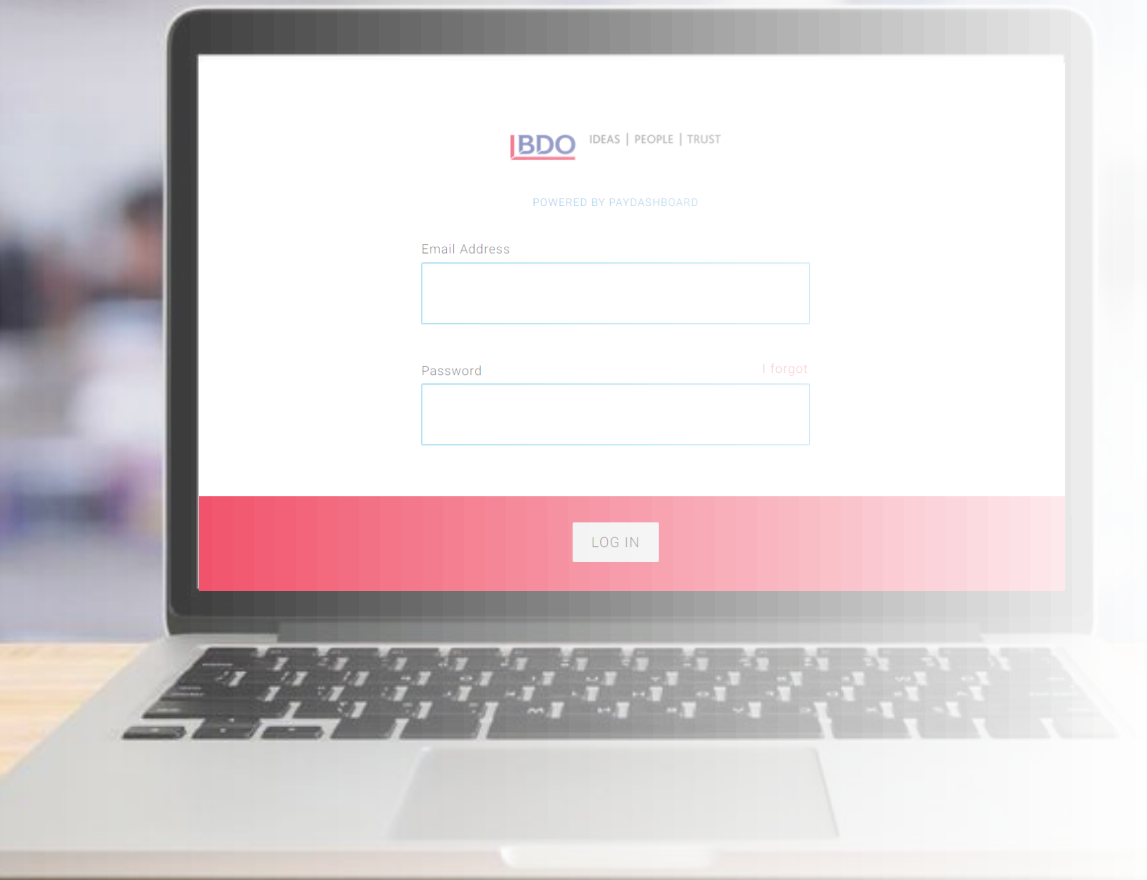 BDO IDEAS | PEOPLE | TRUST
POWERED BY PAYDASHBOARD
Email Address
Password I forgot
LOG IN